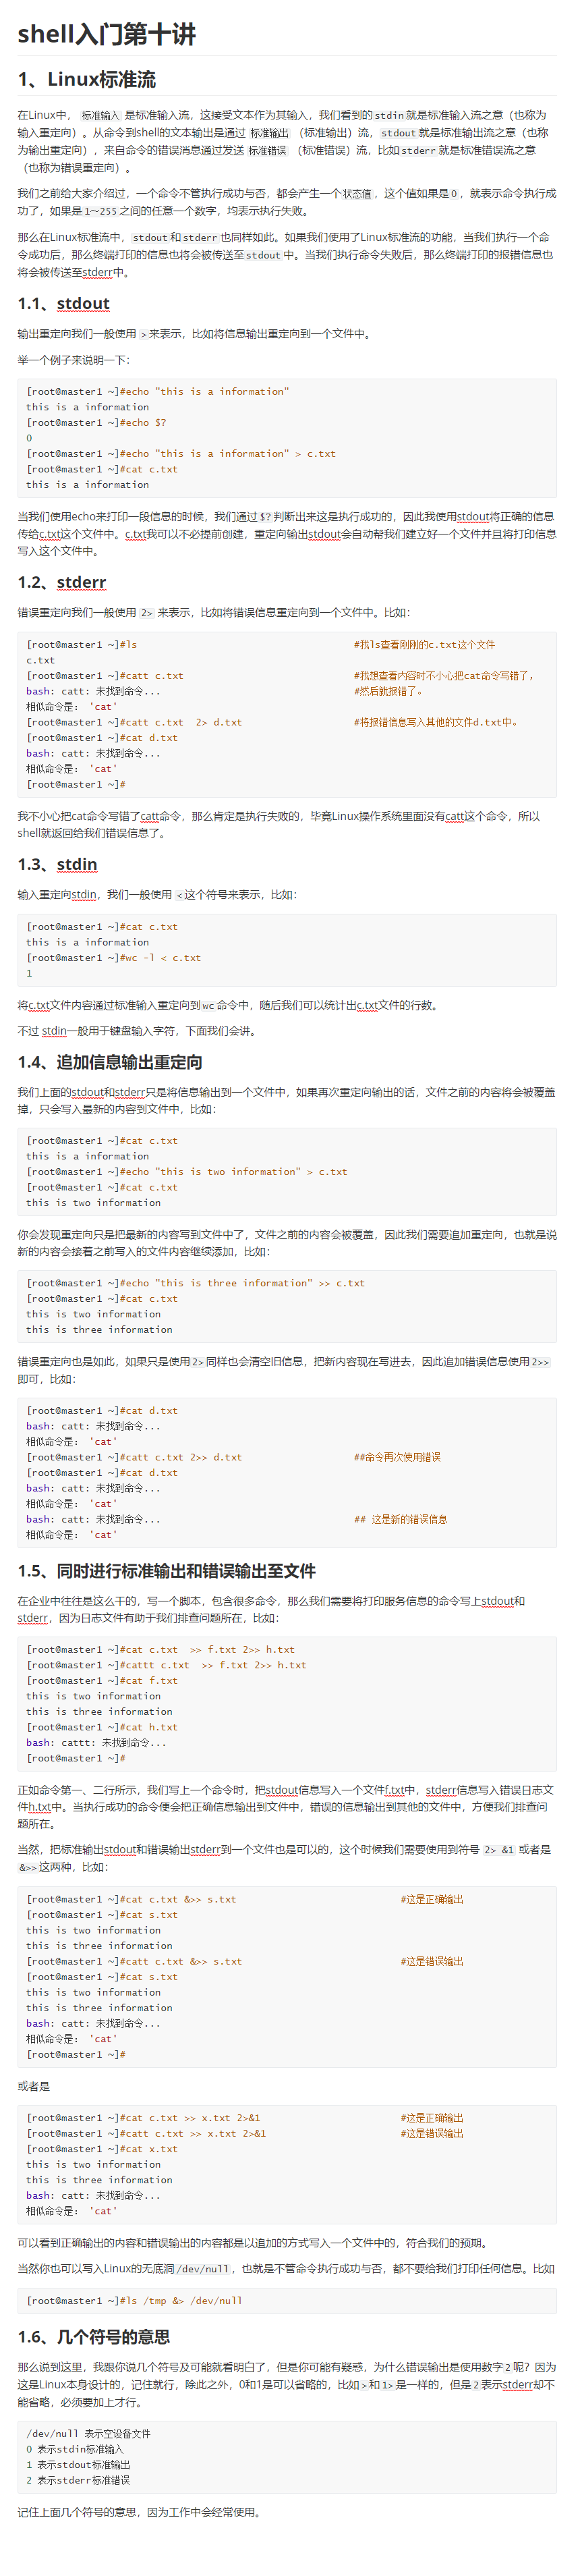 shell入门第十讲
1、Linux标准流
在Linux中， 标准输入 是标准输入流，这接受文本作为其输入，我们看到的stdin就是标准输入流之意（也称为
输入重定向）。从命令到shell的文本输出是通过 标准输出 （标准输出）流，stdout就是标准输出流之意（也称
为输出重定向），来自命令的错误消息通过发送 标准错误 （标准错误）流，比如stderr就是标准错误流之意
（也称为错误重定向）。
我们之前给大家介绍过，一个命令不管执行成功与否，都会产生一个状态值，这个值如果是0，就表示命令执行成
功了，如果是1～255之间的任意一个数字，均表示执行失败。
那么在Linux标准流中，stdout和stderr也同样如此。如果我们使用了Linux标准流的功能，当我们执行一个命
令成功后，那么终端打印的信息也将会被传送至stdout中。当我们执行命令失败后，那么终端打印的报错信息也
将会被传送至stderr中。
1.1、stdout
输出重定向我们一般使用 >来表示，比如将信息输出重定向到一个文件中。
举一个例子来说明一下：
[root@master1 ~]#echo "this is a information"
this is a information
[root@master1 ~]#echo $?
0
[root@master1 ~]#echo "this is a information" > c.txt
[root@master1 ~]#cat c.txt
this is a information
当我们使用echo来打印一段信息的时候，我们通过$?判断出来这是执行成功的，因此我使用stdout将正确的信息
传给c.txt这个文件中。c.txt我可以不必提前创建，重定向输出stdout会自动帮我们建立好一个文件并且将打印信息
写入这个文件中。
1.2、stderr
错误重定向我们一般使用 2> 来表示，比如将错误信息重定向到一个文件中。比如：
[root@master1 ~]#ls #我ls查看刚刚的c.txt这个文件
c.txt
[root@master1 ~]#catt c.txt #我想查看内容时不小心把cat命令写错了，
bash: catt: 未找到命令... #然后就报错了。
相似命令是： 'cat'
[root@master1 ~]#catt c.txt  2> d.txt #将报错信息写入其他的文件d.txt中。
[root@master1 ~]#cat d.txt
bash: catt: 未找到命令...
相似命令是： 'cat'
[root@master1 ~]#
我不小心把cat命令写错了catt命令，那么肯定是执行失败的，毕竟Linux操作系统里面没有catt这个命令，所以
shell就返回给我们错误信息了。
1.3、stdin
输入重定向stdin，我们一般使用 <这个符号来表示，比如：
[root@master1 ~]#cat c.txt
this is a information
[root@master1 ~]#wc -l < c.txt
1
将c.txt文件内容通过标准输入重定向到wc命令中，随后我们可以统计出c.txt文件的行数。
不过 stdin一般用于键盘输入字符，下面我们会讲。
1.4、追加信息输出重定向
我们上面的stdout和stderr只是将信息输出到一个文件中，如果再次重定向输出的话，文件之前的内容将会被覆盖
掉，只会写入最新的内容到文件中，比如：
[root@master1 ~]#cat c.txt
this is a information
[root@master1 ~]#echo "this is two information" > c.txt
[root@master1 ~]#cat c.txt
this is two information
你会发现重定向只是把最新的内容写到文件中了，文件之前的内容会被覆盖，因此我们需要追加重定向，也就是说
新的内容会接着之前写入的文件内容继续添加，比如：
[root@master1 ~]#echo "this is three information" >> c.txt
[root@master1 ~]#cat c.txt
this is two information
this is three information
错误重定向也是如此，如果只是使用2>同样也会清空旧信息，把新内容现在写进去，因此追加错误信息使用2>>
即可，比如：
[root@master1 ~]#cat d.txt
bash: catt: 未找到命令...
相似命令是： 'cat'
[root@master1 ~]#catt c.txt 2>> d.txt ##命令再次使用错误
[root@master1 ~]#cat d.txt
bash: catt: 未找到命令...
相似命令是： 'cat'
bash: catt: 未找到命令... ## 这是新的错误信息
相似命令是： 'cat'
1.5、同时进行标准输出和错误输出至文件
在企业中往往是这么干的，写一个脚本，包含很多命令，那么我们需要将打印服务信息的命令写上stdout和
stderr，因为日志文件有助于我们排查问题所在，比如：
[root@master1 ~]#cat c.txt  >> f.txt 2>> h.txt
[root@master1 ~]#cattt c.txt  >> f.txt 2>> h.txt
[root@master1 ~]#cat f.txt
this is two information
this is three information
[root@master1 ~]#cat h.txt
bash: cattt: 未找到命令...
[root@master1 ~]#
正如命令第一、二行所示，我们写上一个命令时，把stdout信息写入一个文件f.txt中，stderr信息写入错误日志文
件h.txt中。当执行成功的命令便会把正确信息输出到文件中，错误的信息输出到其他的文件中，方便我们排查问
题所在。
当然，把标准输出stdout和错误输出stderr到一个文件也是可以的，这个时候我们需要使用到符号 2> &1 或者是
&>>这两种，比如：
[root@master1 ~]#cat c.txt &>> s.txt #这是正确输出
[root@master1 ~]#cat s.txt
this is two information
this is three information
[root@master1 ~]#catt c.txt &>> s.txt #这是错误输出
[root@master1 ~]#cat s.txt
this is two information
this is three information
bash: catt: 未找到命令...
相似命令是： 'cat'
[root@master1 ~]#
或者是
[root@master1 ~]#cat c.txt >> x.txt 2>&1 #这是正确输出
[root@master1 ~]#catt c.txt >> x.txt 2>&1 #这是错误输出
[root@master1 ~]#cat x.txt
this is two information
this is three information
bash: catt: 未找到命令...
相似命令是： 'cat'
可以看到正确输出的内容和错误输出的内容都是以追加的方式写入一个文件中的，符合我们的预期。
当然你也可以写入Linux的无底洞/dev/null，也就是不管命令执行成功与否，都不要给我们打印任何信息。比如
[root@master1 ~]#ls /tmp &> /dev/null
1.6、几个符号的意思
那么说到这里，我跟你说几个符号及可能就看明白了，但是你可能有疑惑，为什么错误输出是使用数字2呢？因为
这是Linux本身设计的，记住就行，除此之外，0和1是可以省略的，比如>和1>是一样的，但是2表示stderr却不
能省略，必须要加上才行。
/dev/null 表示空设备文件
0 表示stdin标准输入
1 表示stdout标准输出
2 表示stderr标准错误
记住上面几个符号的意思，因为工作中会经常使用。